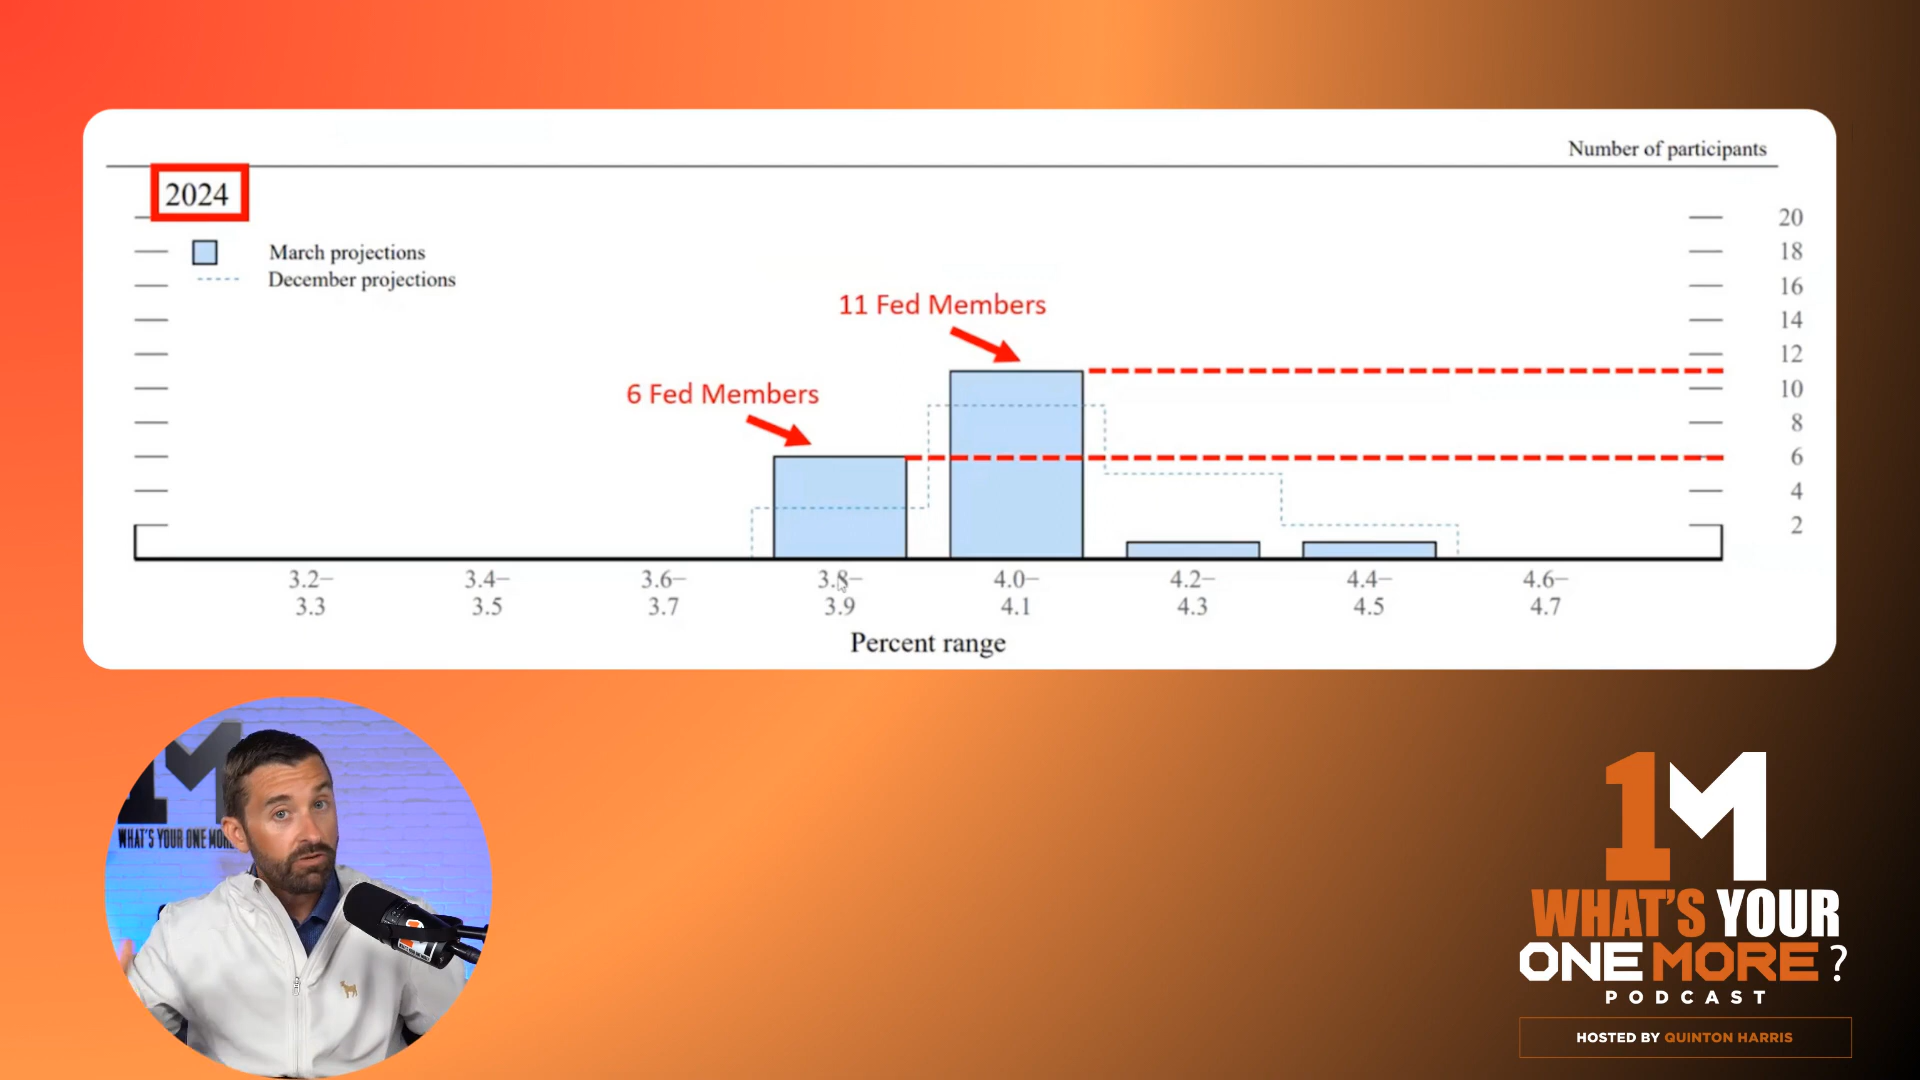 Number of participants
2024
March projections
December projections
20
18
16
14
12
10
8
6
4
2
11 Fed Members
6 Fed Members
3.2–
3.3
3.4–
3.5
3.6–
3.7
3.8–
3.9
4.0–
4.1
4.2–
4.3
4.4–
4.5
4.6–
4.7
Percent range
1M
WHAT'S YOUR ONE MORE
1M
1M
WHAT'S YOUR
ONE MORE?
PODCAST
HOSTED BY QUINTON HARRIS